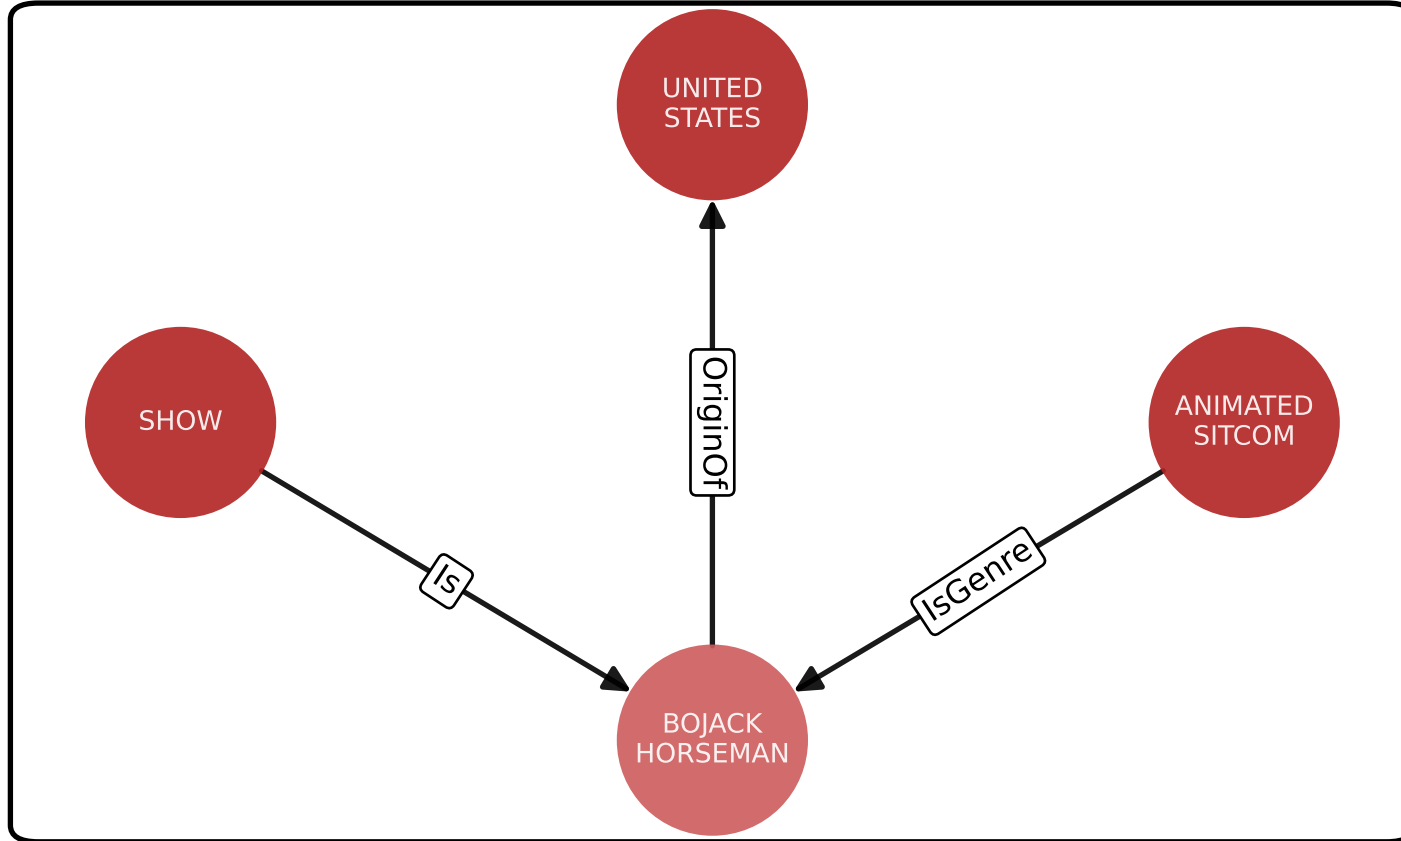 UNITED
STATES
OriginOf
SHOW
ANIMATED
SITCOM
Is
IsGenre
BOJACK
HORSEMAN